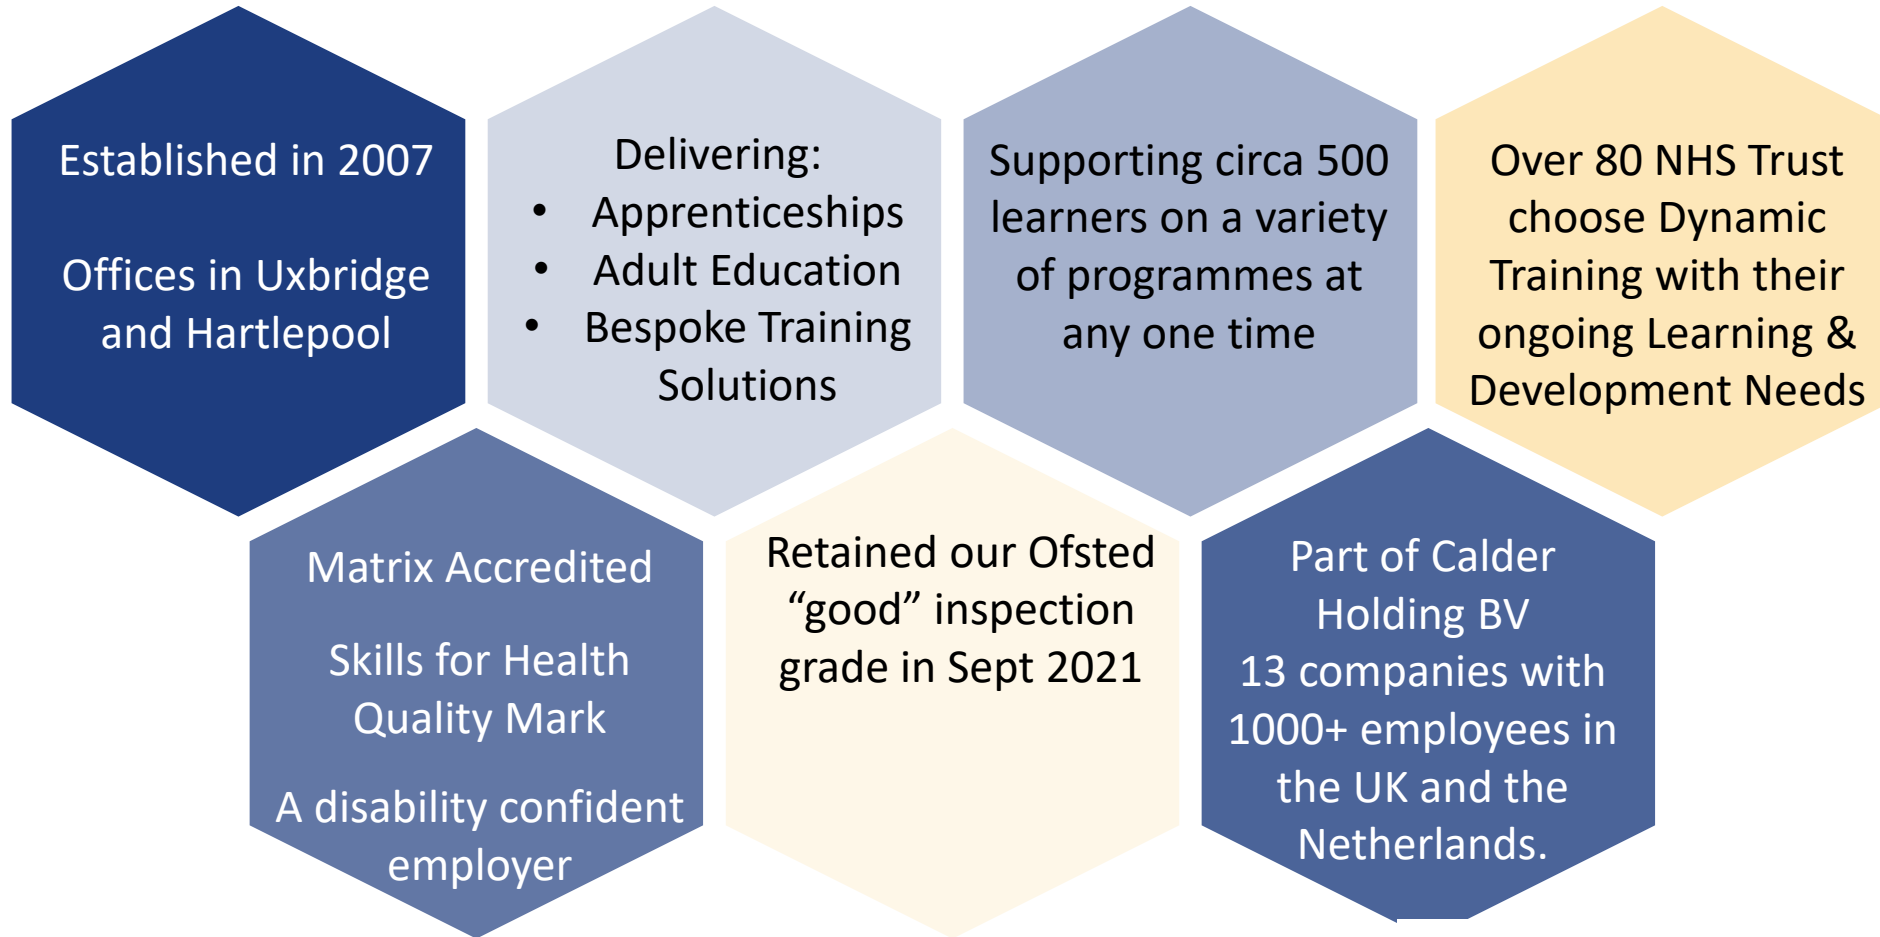 Established in 2007
Offices in Uxbridge
and Hartlepool
Delivering:
• Apprenticeships
• Adult Education
• Bespoke Training
Solutions
Supporting circa 500
learners on a variety
of programmes at
any one time
Over 80 NHS Trust
choose Dynamic
Training with their
ongoing Learning &
Development Needs
Matrix Accredited
Skills for Health
Quality Mark
A disability confident
employer
Retained our Ofsted
“good” inspection
grade in Sept 2021
Part of Calder
Holding BV
13 companies with
1000+ employees in
the UK and the
Netherlands.